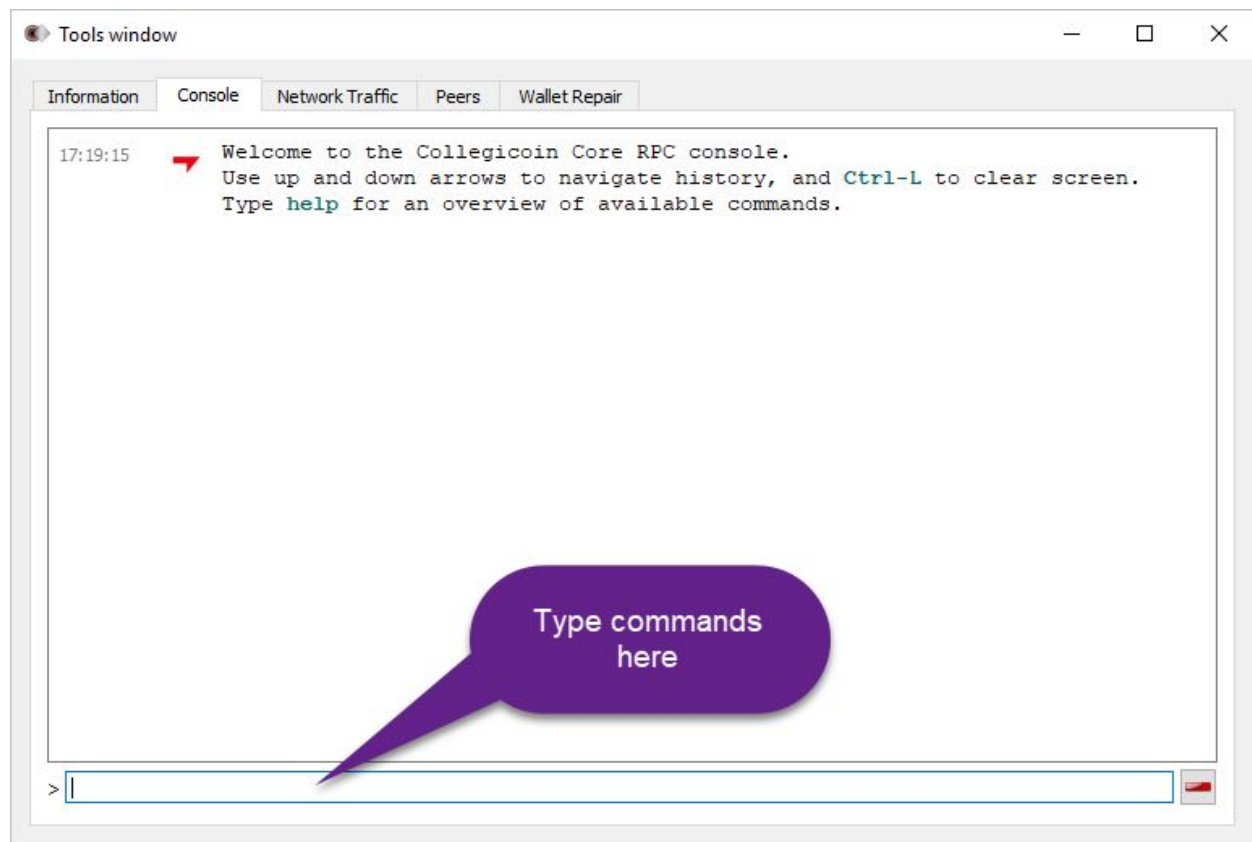 Tools window
Information Console Network Traffic Peers Wallet Repair
17:19:15 Welcome to the Collegicoin Core RPC console.
Use up and down arrows to navigate history, and Ctrl-L to clear screen.
Type help for an overview of available commands.
Type commands
here
>